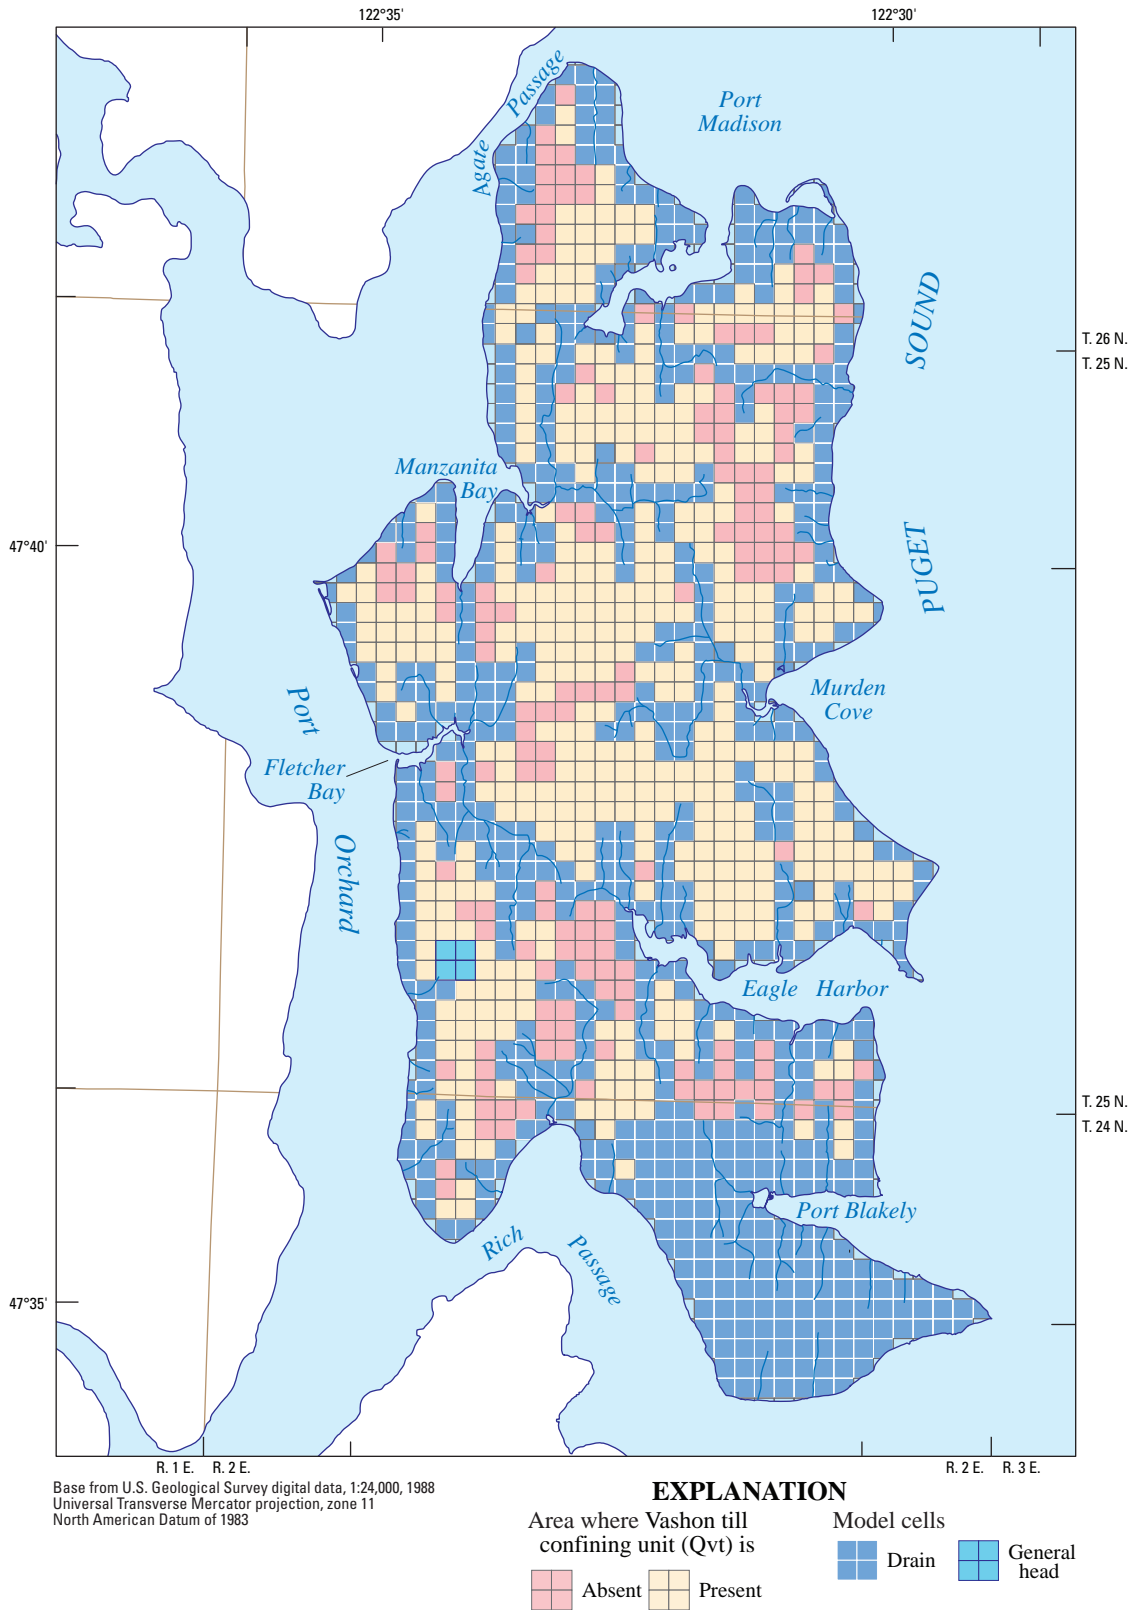 122°35'
122°30'
Agate Passage
Port
Madison
SOUND
T. 26 N.
T. 25 N.
Manzanita
Bay
47°40'
PUGET
Murden
Cove
Port
Fletcher
Bay
Orchard
Eagle Harbor
T. 25 N.
T. 24 N.
Port Blakely
Rich Passage
47°35'
R. 1 E. R. 2 E.
R. 2 E. R. 3 E.
Base from U.S. Geological Survey digital data, 1:24,000, 1988
Universal Transverse Mercator projection, zone 11
North American Datum of 1983
EXPLANATION
Area where Vashon till
confining unit (Qvt) is
Absent
Present
Model cells
Drain
General
head